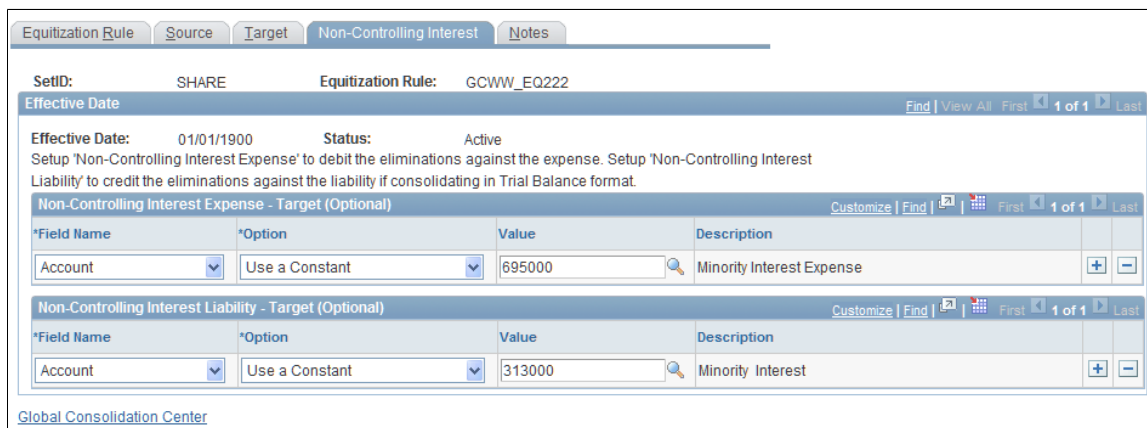 Equitization Rule Source Target Non-Controlling Interest Notes
SetID: SHARE Equitization Rule: GCWW_EQ222
Effective Date Find | View All First 1 of 1 Last
Effective Date: 01/01/1900 Status: Active
Setup 'Non-Controlling Interest Expense' to debit the eliminations against the expense. Setup 'Non-Controlling Interest
Liability' to credit the eliminations against the liability if consolidating in Trial Balance format.
Non-Controlling Interest Expense - Target (Optional) Customize | Find | | First 1 of 1 Last
*Field Name *Option Value Description
Account Use a Constant 695000 Minority Interest Expense
Non-Controlling Interest Liability - Target (Optional) Customize | Find | | First 1 of 1 Last
*Field Name *Option Value Description
Account Use a Constant 313000 Minority Interest
Global Consolidation Center